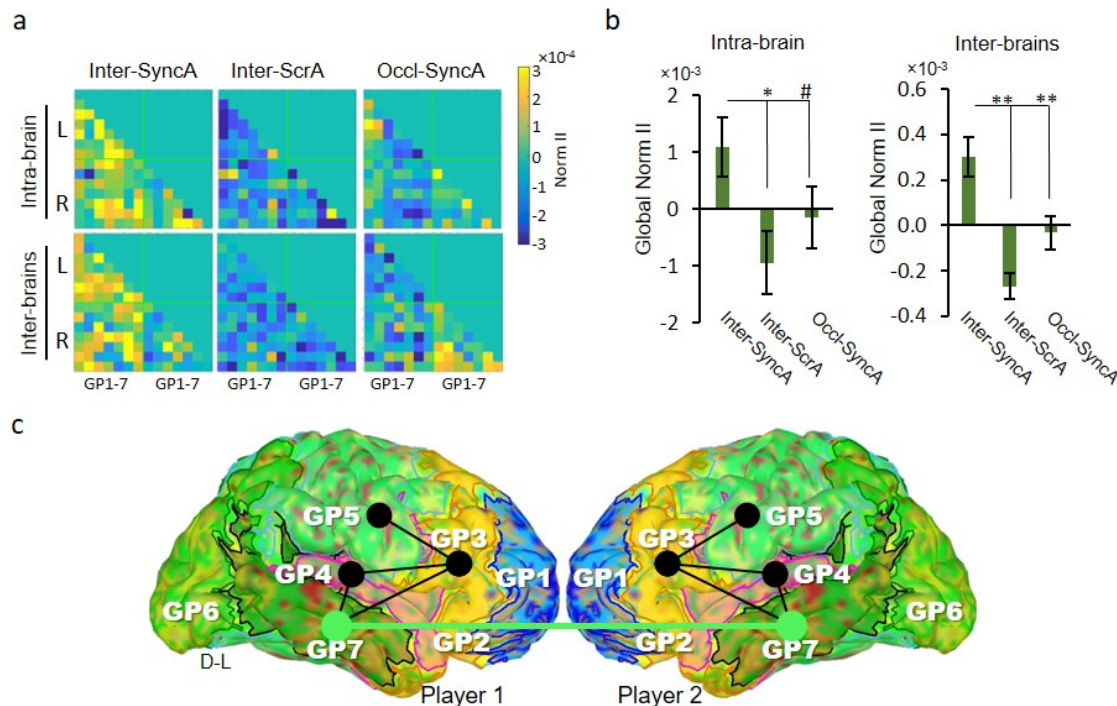 a
Inter-SyncA Inter-ScrA Occl-SyncA
×10⁻⁴
3
2
1
0
-1
-2
-3
Norm II
Intra-brain
L
R
Inter-brains
L
R
GP1-7 GP1-7 GP1-7 GP1-7 GP1-7 GP1-7
b
Intra-brain
×10⁻³
Global Norm II
2
1
0
-1
-2
* #
Inter-SyncA
Inter-ScrA
Occl-SyncA
Inter-brains
×10⁻³
Global Norm II
0.4
0.2
0.0
-0.2
-0.4
** **
Inter-SyncA
Inter-ScrA
Occl-SyncA
c
GP5 GP5
GP3 GP3
GP4 GP1 GP1 GP4
GP6 GP6
GP7 GP2 GP2 GP7
D-L
Player 1 Player 2